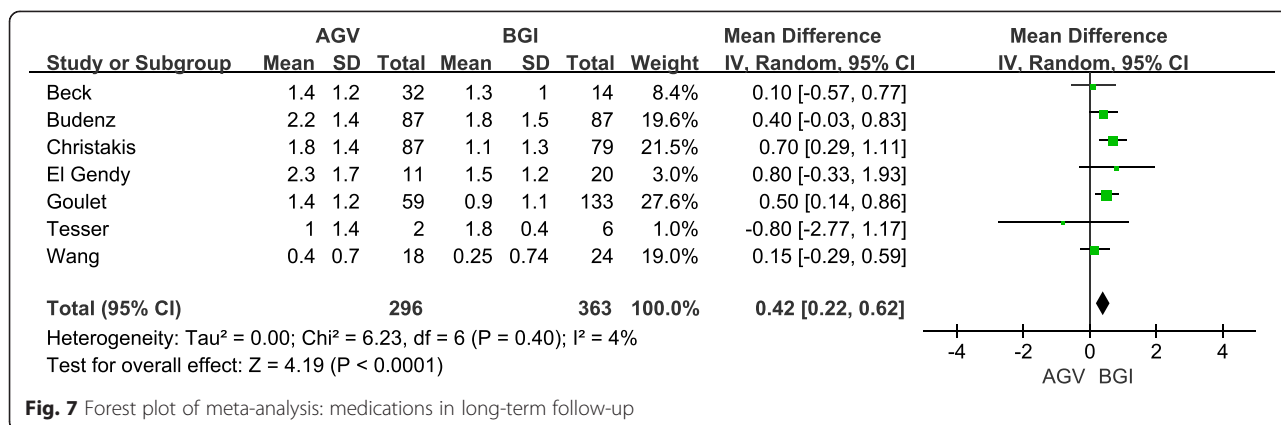 AGV BGI Mean Difference Mean Difference
Study or Subgroup Mean SD Total Mean SD Total Weight IV, Random, 95% CI IV, Random, 95% CI
Beck 1.4 1.2 32 1.3 1 14 8.4% 0.10 [-0.57, 0.77]
Budenz 2.2 1.4 87 1.8 1.5 87 19.6% 0.40 [-0.03, 0.83]
Christakis 1.8 1.4 87 1.1 1.3 79 21.5% 0.70 [0.29, 1.11]
El Gendy 2.3 1.7 11 1.5 1.2 20 3.0% 0.80 [-0.33, 1.93]
Goulet 1.4 1.2 59 0.9 1.1 133 27.6% 0.50 [0.14, 0.86]
Tesser 1 1.4 2 1.8 0.4 6 1.0% -0.80 [-2.77, 1.17]
Wang 0.4 0.7 18 0.25 0.74 24 19.0% 0.15 [-0.29, 0.59]
Total (95% CI) 296 363 100.0% 0.42 [0.22, 0.62]
Heterogeneity: Tau² = 0.00; Chi² = 6.23, df = 6 (P = 0.40); I² = 4%
Test for overall effect: Z = 4.19 (P < 0.0001)
-4 -2 0 2 4
AGV BGI
Fig. 7 Forest plot of meta-analysis: medications in long-term follow-up